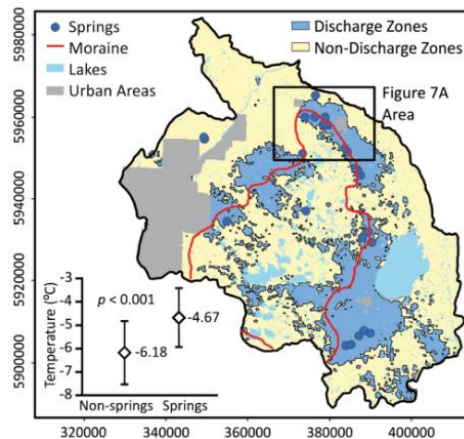 Springs
Moraine
Lakes
Urban Areas
Discharge Zones
Non-Discharge Zones
Figure 7A
Area
5980000
5960000
5940000
5920000
5900000
Temperature (°C)
-3
-4
-5
-6
-7
-8
p < 0.001
-6.18
-4.67
Non-springs Springs
320000 340000 360000 380000 400000